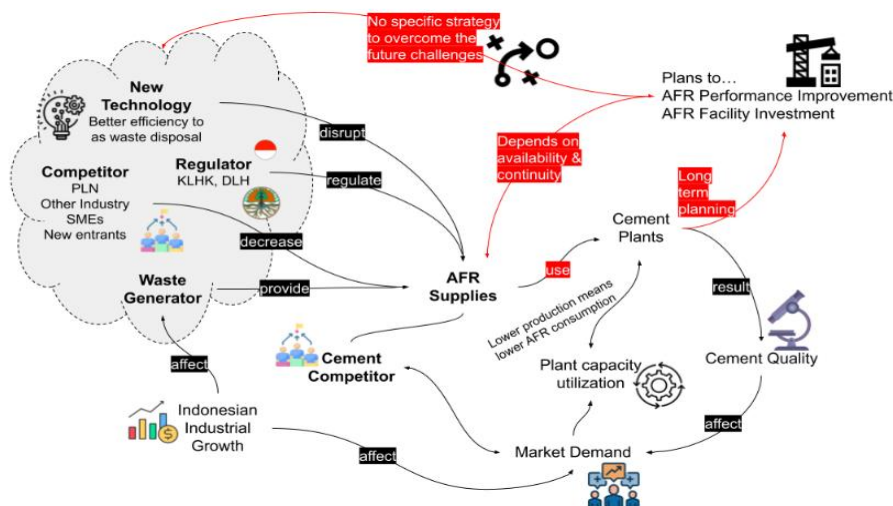 No specific strategy
to overcome the
future challenges
New
Technology
Better efficiency to
as waste disposal
disrupt
Plans to...
AFR Performance Improvement
AFR Facility Investment
Competitor
PLN
Other Industry
SMEs
New entrants
Regulator
KLHK, DLH
regulate
Depends on
availability &
continuity
Long
term
planning
decrease
Cement
Plants
Waste
Generator
provide
AFR
Supplies
use
result
Lower production means
lower AFR consumption
affect
Cement
Competitor
Plant capacity
utilization
Cement Quality
Indonesian
Industrial
Growth
affect
Market Demand
affect